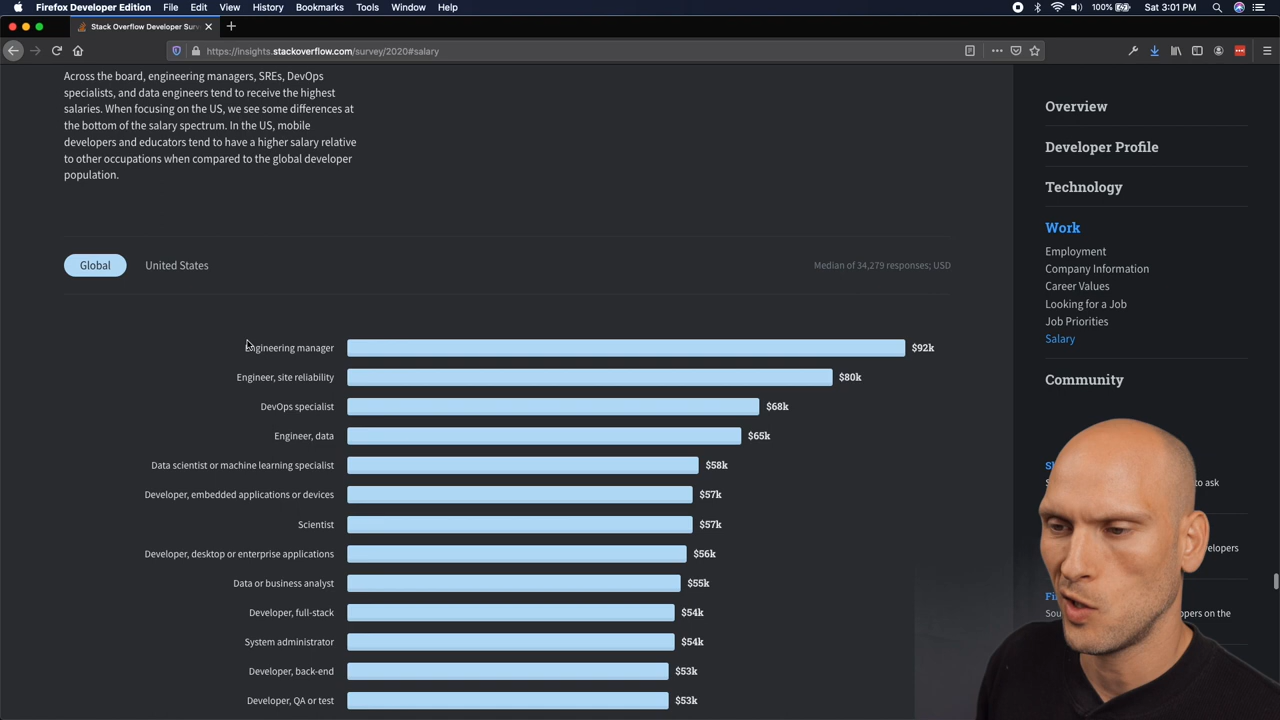 Firefox Developer Edition File Edit View History Bookmarks Tools Window Help 100% Sat 3:01 PM
Stack Overflow Developer Surv
https://insights.stackoverflow.com/survey/2020#salary
Across the board, engineering managers, SREs, DevOps
specialists, and data engineers tend to receive the highest
salaries. When focusing on the US, we see some differences at
the bottom of the salary spectrum. In the US, mobile
developers and educators tend to have a higher salary relative
to other occupations when compared to the global developer
population.
Global United States Median of 34,279 responses; USD
Engineering manager $92k
Engineer, site reliability $80k
DevOps specialist $68k
Engineer, data $65k
Data scientist or machine learning specialist $58k
Developer, embedded applications or devices $57k
Scientist $57k
Developer, desktop or enterprise applications $56k
Data or business analyst $55k
Developer, full-stack $54k
System administrator $54k
Developer, back-end $53k
Developer, QA or test $53k
Overview
Developer Profile
Technology
Work
Employment
Company Information
Career Values
Looking for a Job
Job Priorities
Salary
Community
to ask
elopers
opers on the